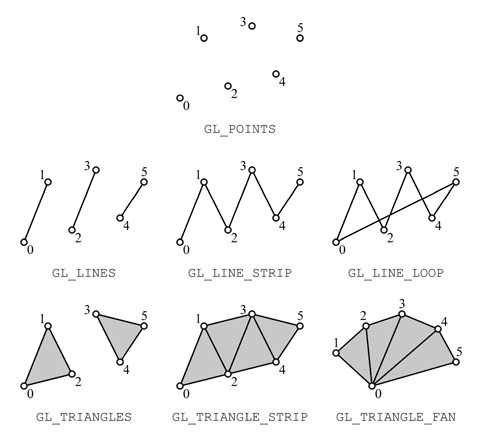 1 3 5
0 2 4
GL_POINTS
1 3 5
0 2 4
GL_LINES
1 3 5
0 2 4
GL_LINE_STRIP
1 3 5
0 2 4
GL_LINE_LOOP
1 3 5
0 2 4
GL_TRIANGLES
1 3 5
0 2 4
GL_TRIANGLE_STRIP
1 2 3 4 5
0
GL_TRIANGLE_FAN